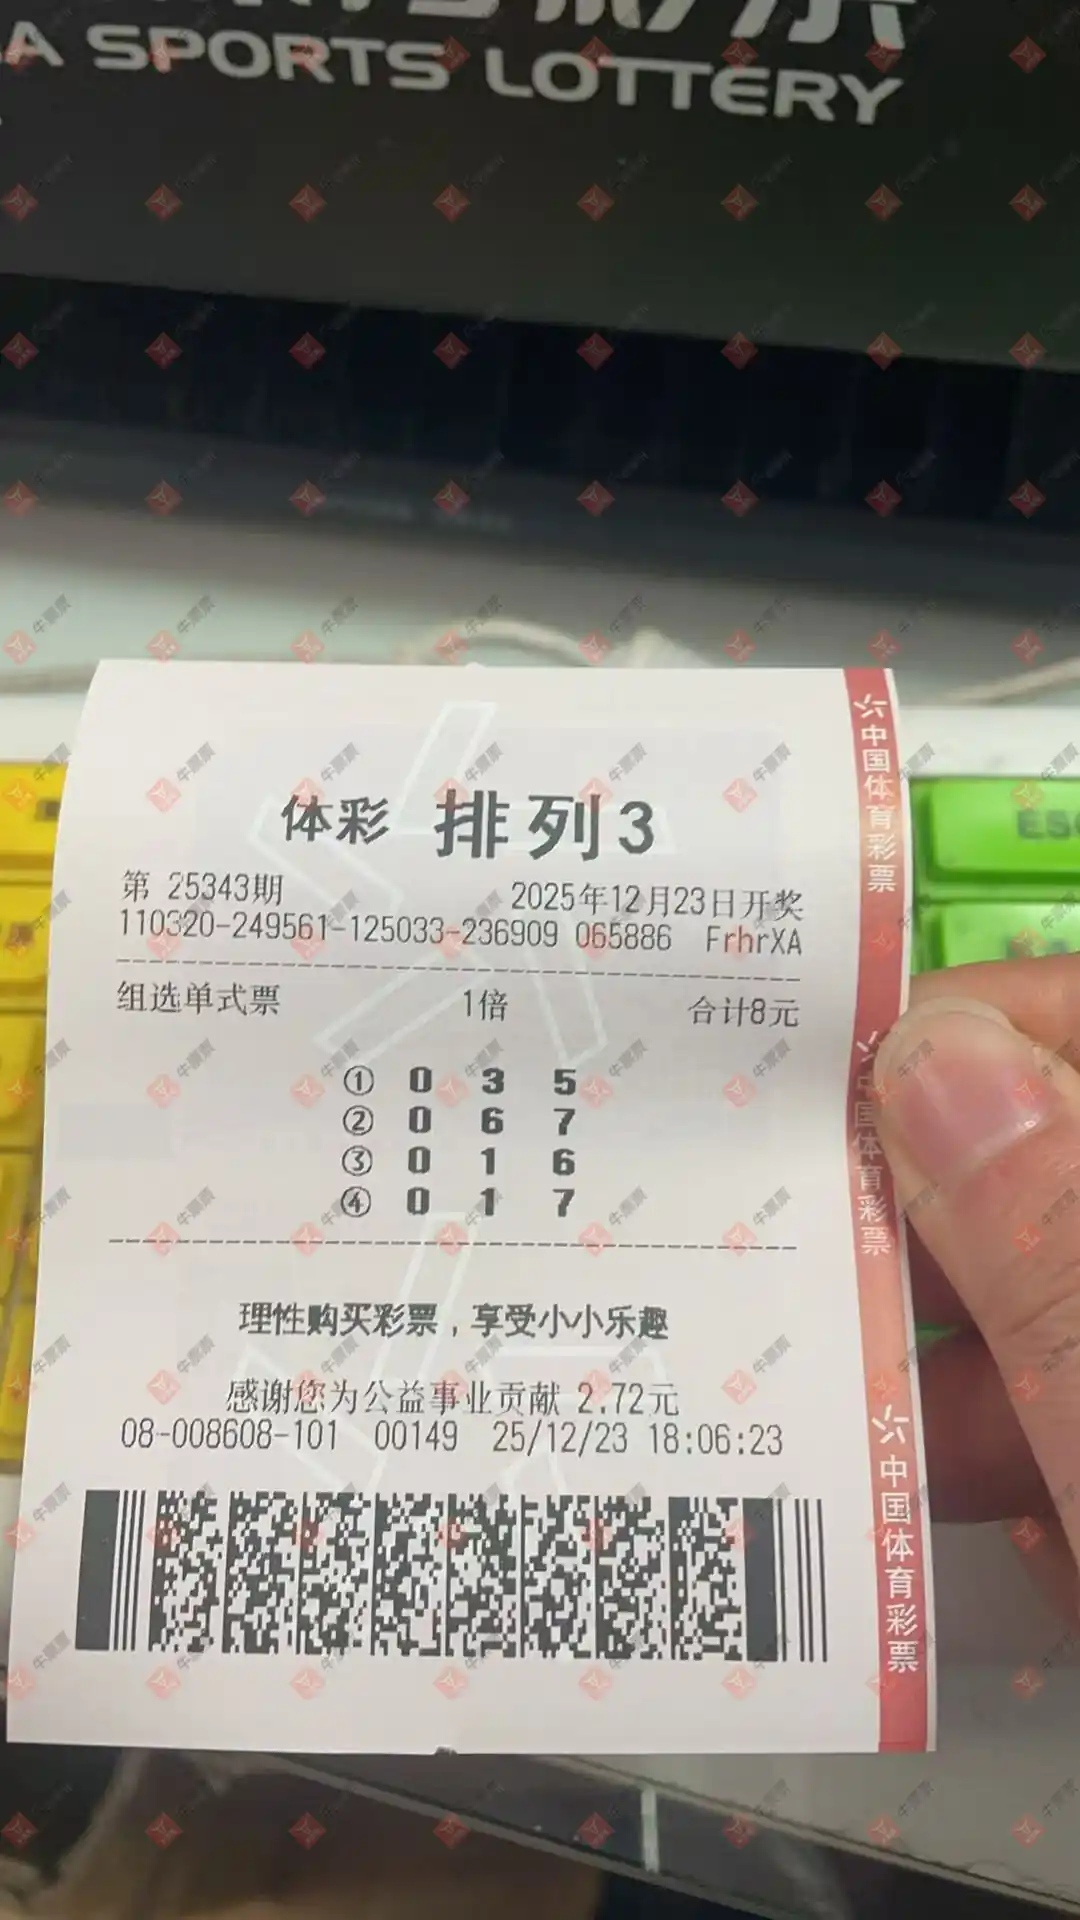 A SPORTS LOTTERY
体彩 排列3
第 25343期 2025年12月23日开奖
110320-249561-125033-236909 065886 FrhrXA
组选单式票 1倍 合计8元
① 0 3 5
② 0 6 7
③ 0 1 6
④ 0 1 7
理性购买彩票，享受小小乐趣
感谢您为公益事业贡献 2.72元
08-008608-101 00149 25/12/23 18:06:23
中国体育彩票
中国体育彩票
中国体育彩票
ES
牛票票